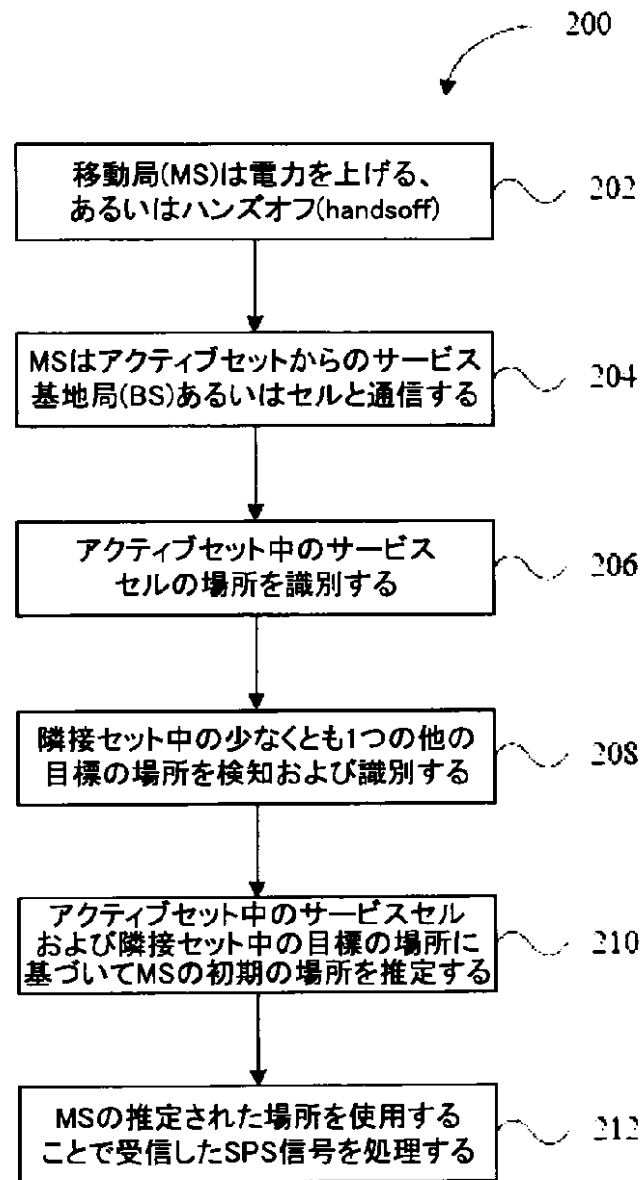 200
移動局(MS)は電力を上げる、
あるいはハンズオフ(handsoff)
202
MSはアクティブセットからのサービス
基地局(BS)あるいはセルと通信する
204
アクティブセット中のサービス
セルの場所を識別する
206
隣接セット中の少なくとも1つの他の
目標の場所を検知および識別する
208
アクティブセット中のサービスセル
および隣接セット中の目標の場所に
基づいてMSの初期の場所を推定する
210
MSの推定された場所を使用する
ことで受信したSPS信号を処理する
212